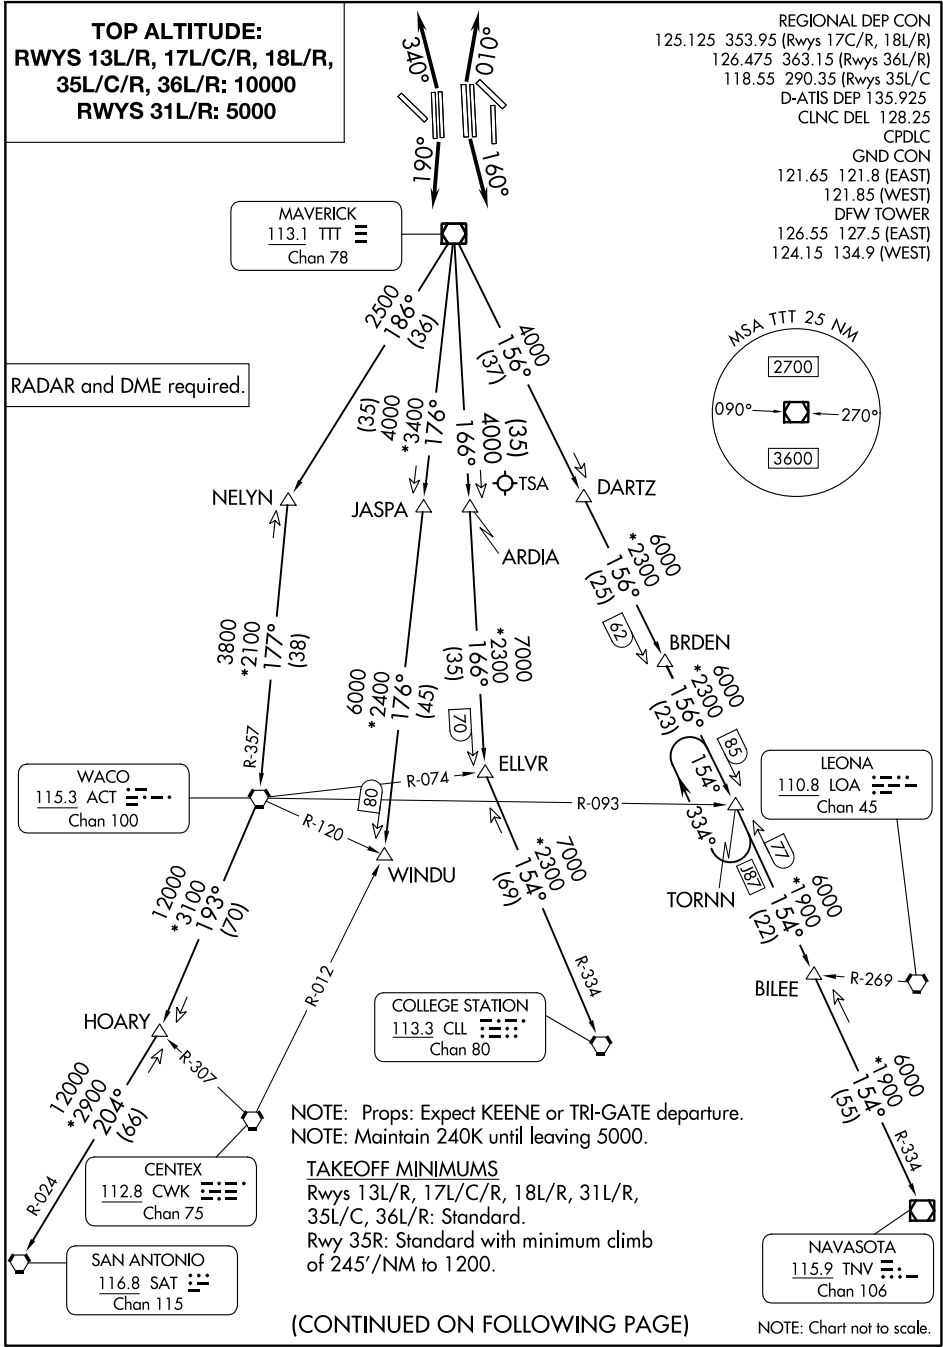 TOP ALTITUDE:
RWYS 13L/R, 17L/C/R, 18L/R,
35L/C/R, 36L/R: 10000
RWYS 31L/R: 5000
REGIONAL DEP CON
125.125 353.95 (Rwys 17C/R, 18L/R)
126.475 363.15 (Rwys 36L/R)
118.55 290.35 (Rwys 35L/C
D-ATIS DEP 135.925
CLNC DEL 128.25
CPDLC
GND CON
121.65 121.8 (EAST)
121.85 (WEST)
DFW TOWER
126.55 127.5 (EAST)
124.15 134.9 (WEST)
340°
010°
190°
160°
MAVERICK
113.1 TTT
Chan 78
RADAR and DME required.
MSA TTT 25 NM
2700
090°
270°
3600
2500
186°
(36)
(35)
4000
*3400
176°
166°
4000
(35)
4000
156°
(37)
TSA
NELYN
JASPA
ARDIA
DARTZ
3800
*2100
177°
(38)
R-357
6000
*2400
176°
(45)
80
7000
*2300
166°
(35)
70
6000
*2300
156°
(25)
62
BRDEN
6000
*2300
156°
(23)
85
154°
334°
J87
77
WACO
115.3 ACT
Chan 100
R-074
ELLVR
R-093
R-120
WINDU
TORNN
LEONA
110.8 LOA
Chan 45
12000
*3100
193°
(70)
7000
*2300
154°
(69)
R-334
6000
*1900
154°
(22)
BILEE
R-269
R-012
HOARY
R-307
COLLEGE STATION
113.3 CLL
Chan 80
12000
*2900
204°
(66)
R-024
6000
*1900
154°
(55)
R-334
NOTE: Props: Expect KEENE or TRI-GATE departure.
NOTE: Maintain 240K until leaving 5000.
CENTEX
112.8 CWK
Chan 75
TAKEOFF MINIMUMS
Rwys 13L/R, 17L/C/R, 18L/R, 31L/R,
35L/C, 36L/R: Standard.
Rwy 35R: Standard with minimum climb
of 245'/NM to 1200.
SAN ANTONIO
116.8 SAT
Chan 115
NAVASOTA
115.9 TNV
Chan 106
(CONTINUED ON FOLLOWING PAGE)
NOTE: Chart not to scale.